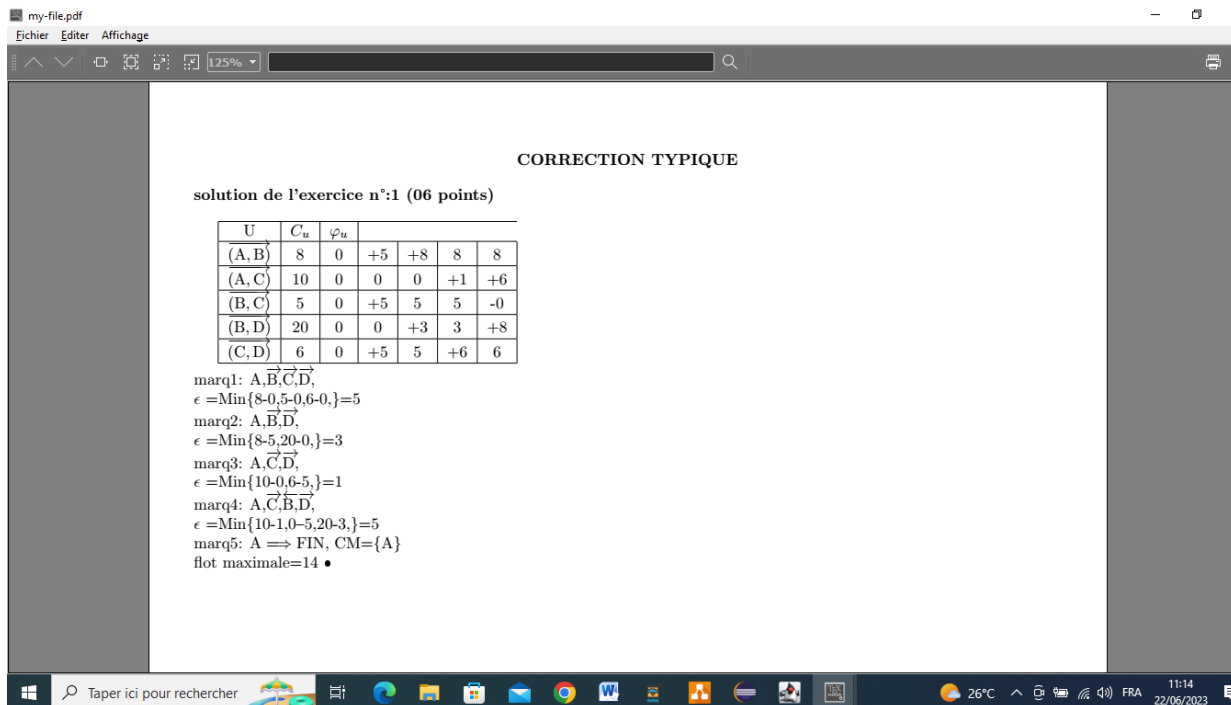 my-file.pdf
Fichier Editer Affichage
125%
CORRECTION TYPIQUE
solution de l'exercice n°:1 (06 points)
U C_u φ_u
(A, B) 8 0 +5 +8 8 8
(A, C) 10 0 0 0 +1 +6
(B, C) 5 0 +5 5 5 -0
(B, D) 20 0 0 +3 3 +8
(C, D) 6 0 +5 5 +6 6
marq1: A,B,C,D,
ϵ =Min{8-0,5-0,6-0,}=5
marq2: A,B,D,
ϵ =Min{8-5,20-0,}=3
marq3: A,C,D,
ϵ =Min{10-0,6-5,}=1
marq4: A,C,B,D,
ϵ =Min{10-1,0–5,20-3,}=5
marq5: A ⟹ FIN, CM={A}
flot maximale=14 •
Taper ici pour rechercher
26°C
FRA
11:14
22/06/2023